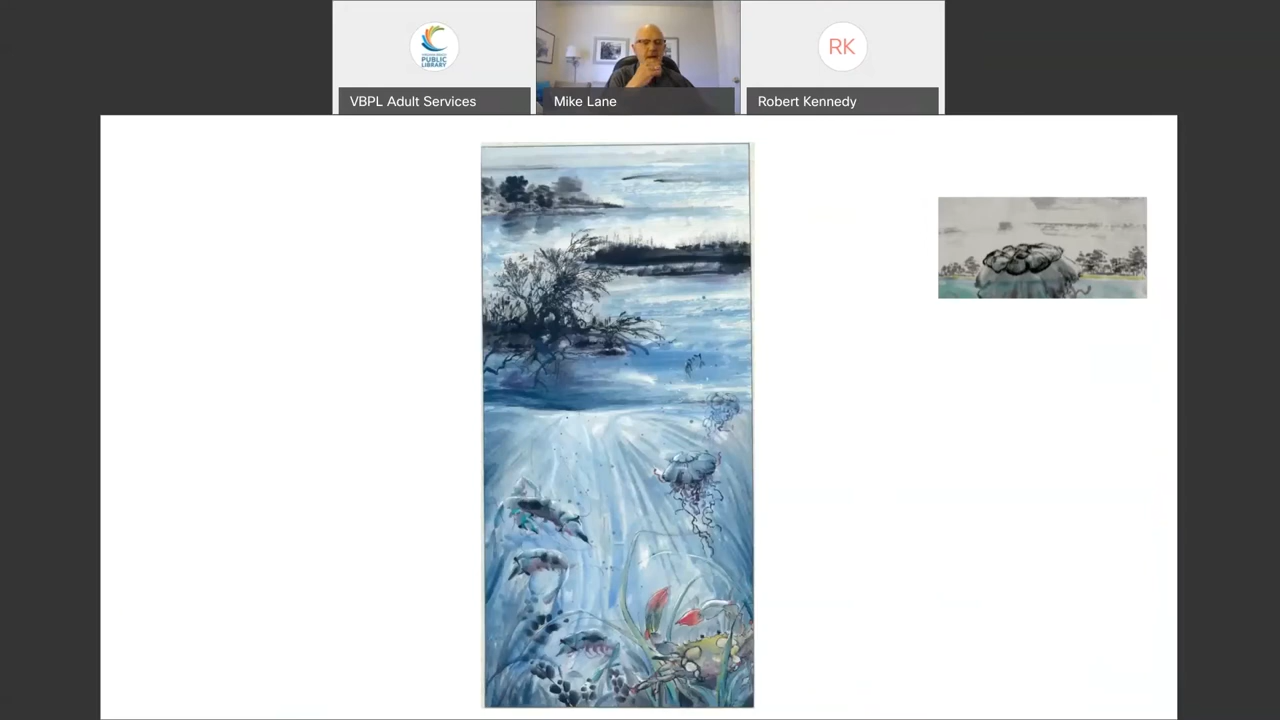 PUBLIC
LIBRARY
VBPL Adult Services
Mike Lane
RK
Robert Kennedy